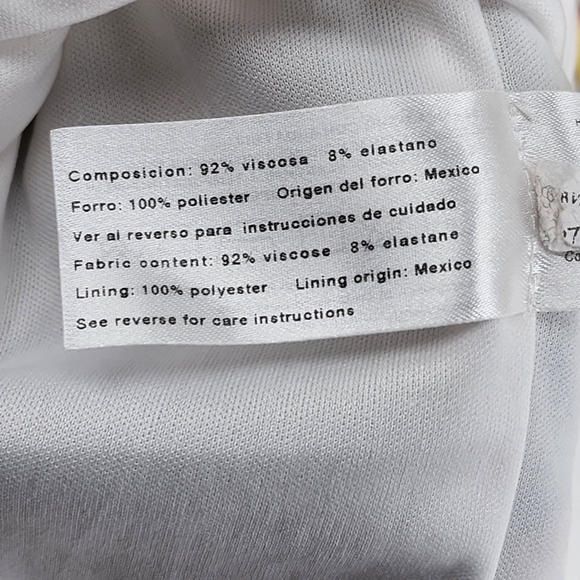 Composicion: 92% viscosa 8% elastano
Forro: 100% poliester Origen del forro: Mexico
Ver al reverso para instrucciones de cuidado
Fabric content: 92% viscose 8% elastane
Lining: 100% polyester Lining origin: Mexico
See reverse for care instructions